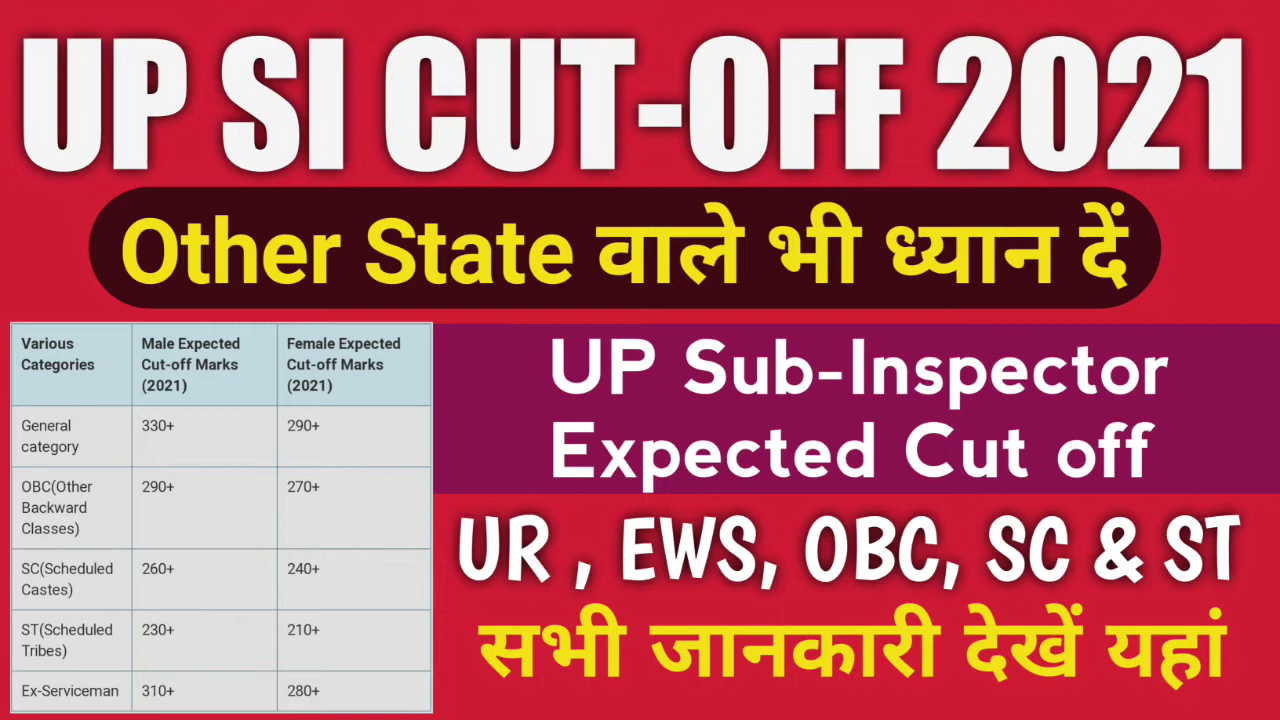 UP SI CUT-OFF 2021
Other State वाले भी ध्यान दें
Various Categories | Male Expected Cut-off Marks (2021) | Female Expected Cut-off Marks (2021)
General category | 330+ | 290+
OBC(Other Backward Classes) | 290+ | 270+
SC(Scheduled Castes) | 260+ | 240+
ST(Scheduled Tribes) | 230+ | 210+
Ex-Serviceman | 310+ | 280+
UP Sub-Inspector
Expected Cut off
UR , EWS, OBC, SC & ST
सभी जानकारी देखें यहां